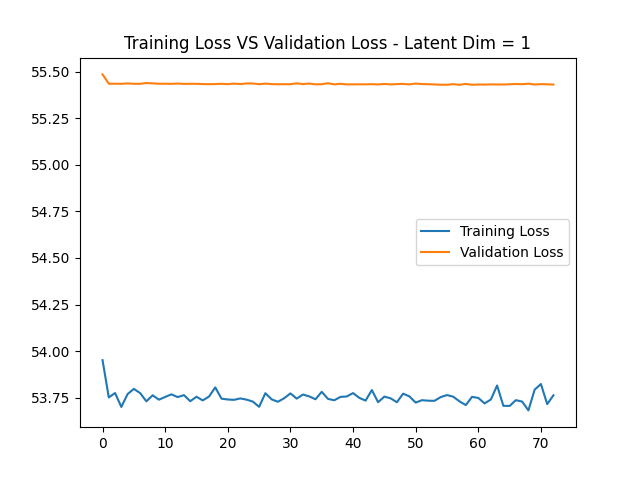 Training Loss VS Validation Loss - Latent Dim = 1
55.50
55.25
55.00
54.75
54.50
54.25
54.00
53.75
Training Loss
Validation Loss
0 10 20 30 40 50 60 70